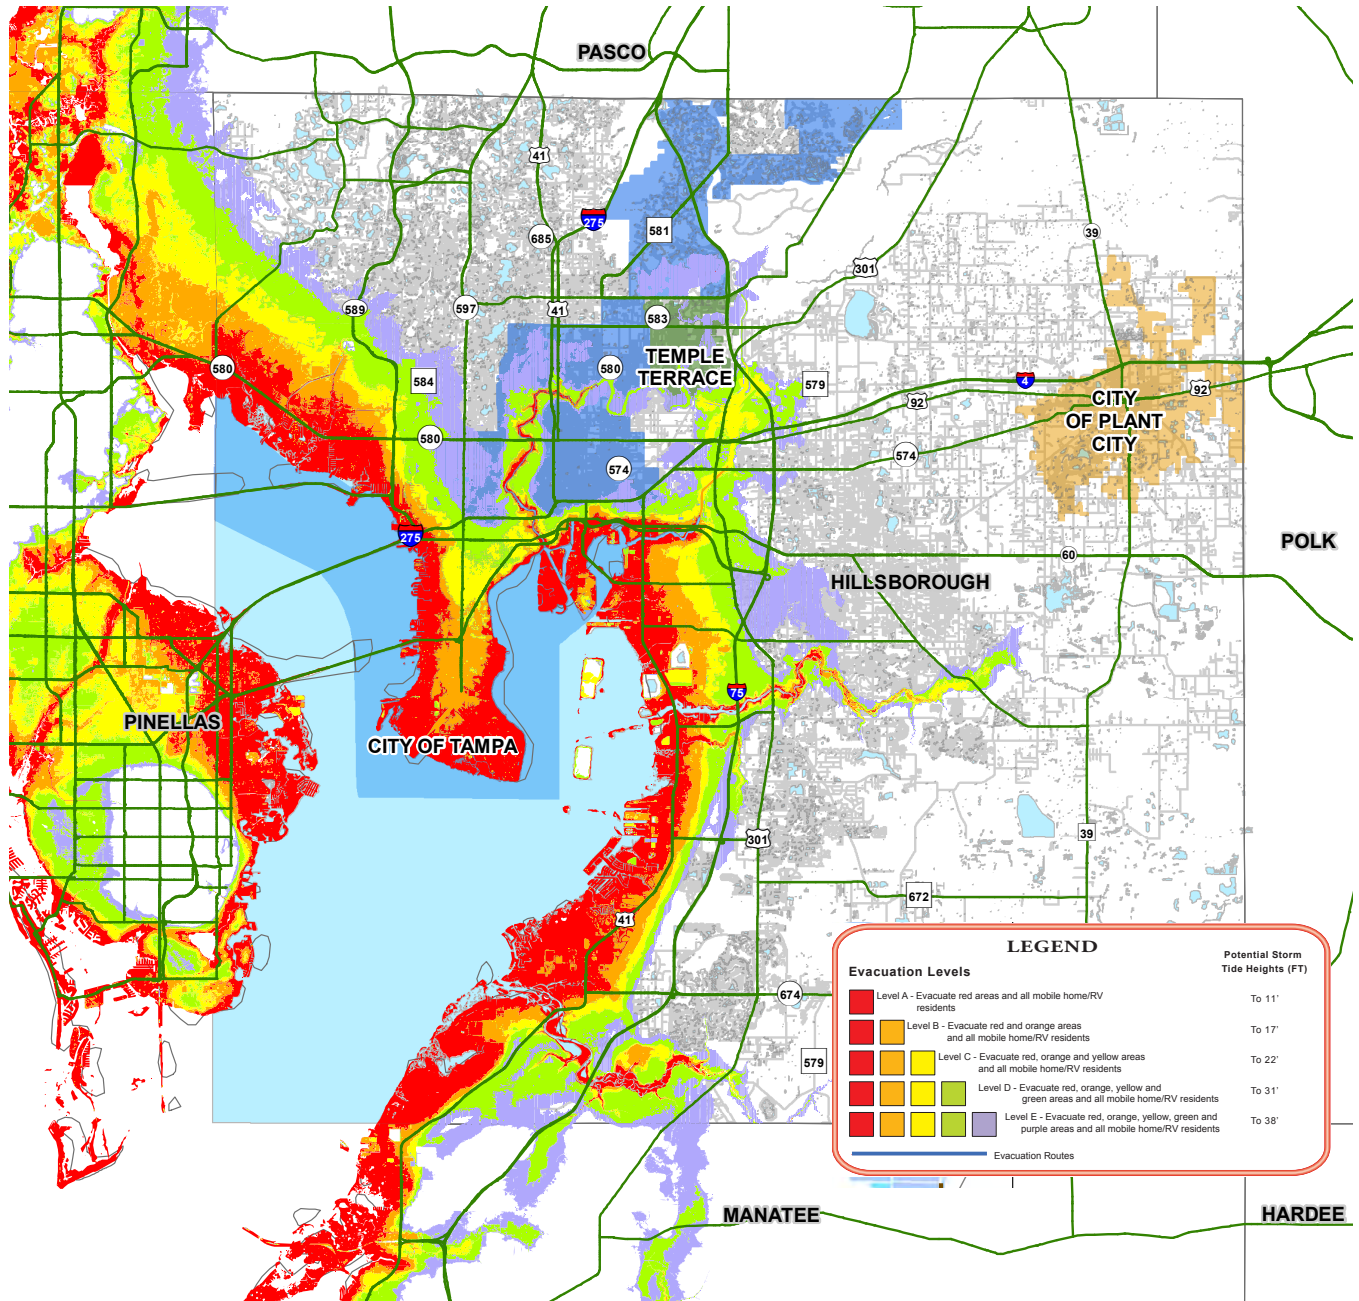 PASCO
41
275
581
685
39
301
589
597
41
583
580
TEMPLE
TERRACE
580
584
579
4
92
92
CITY
OF PLANT
CITY
580
574
574
275
60
POLK
HILLSBOROUGH
75
PINELLAS
CITY OF TAMPA
301
39
672
41
674
579
LEGEND
Potential Storm
Tide Heights (FT)
Evacuation Levels
Level A - Evacuate red areas and all mobile home/RV
residents
To 11'
Level B - Evacuate red and orange areas
and all mobile home/RV residents
To 17'
Level C - Evacuate red, orange and yellow areas
and all mobile home/RV residents
To 22'
Level D - Evacuate red, orange, yellow and
green areas and all mobile home/RV residents
To 31'
Level E - Evacuate red, orange, yellow, green and
purple areas and all mobile home/RV residents
To 38'
Evacuation Routes
MANATEE
HARDEE